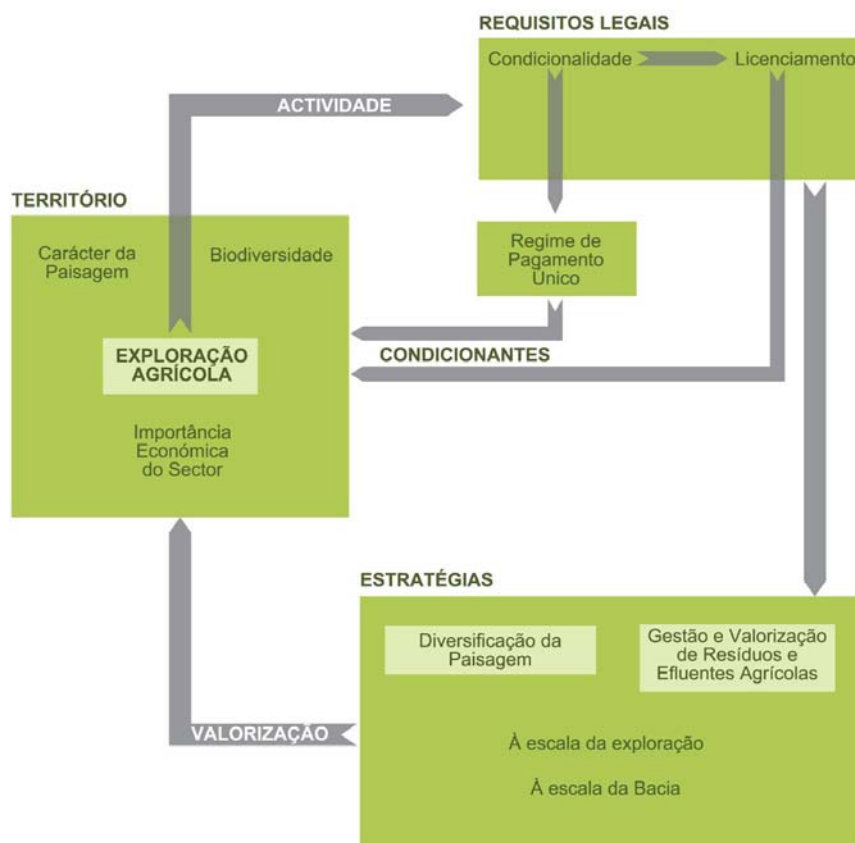 REQUISITOS LEGAIS
Condicionalidade
Licenciamento
ACTIVIDADE
TERRITÓRIO
Carácter da
Paisagem
Biodiversidade
Regime de
Pagamento
Único
EXPLORAÇÃO
AGRÍCOLA
CONDICIONANTES
Importância
Económica
do Sector
ESTRATÉGIAS
Diversificação da
Paisagem
Gestão e Valorização
de Resíduos e
Efluentes Agrícolas
VALORIZAÇÃO
À escala da exploração
À escala da Bacia